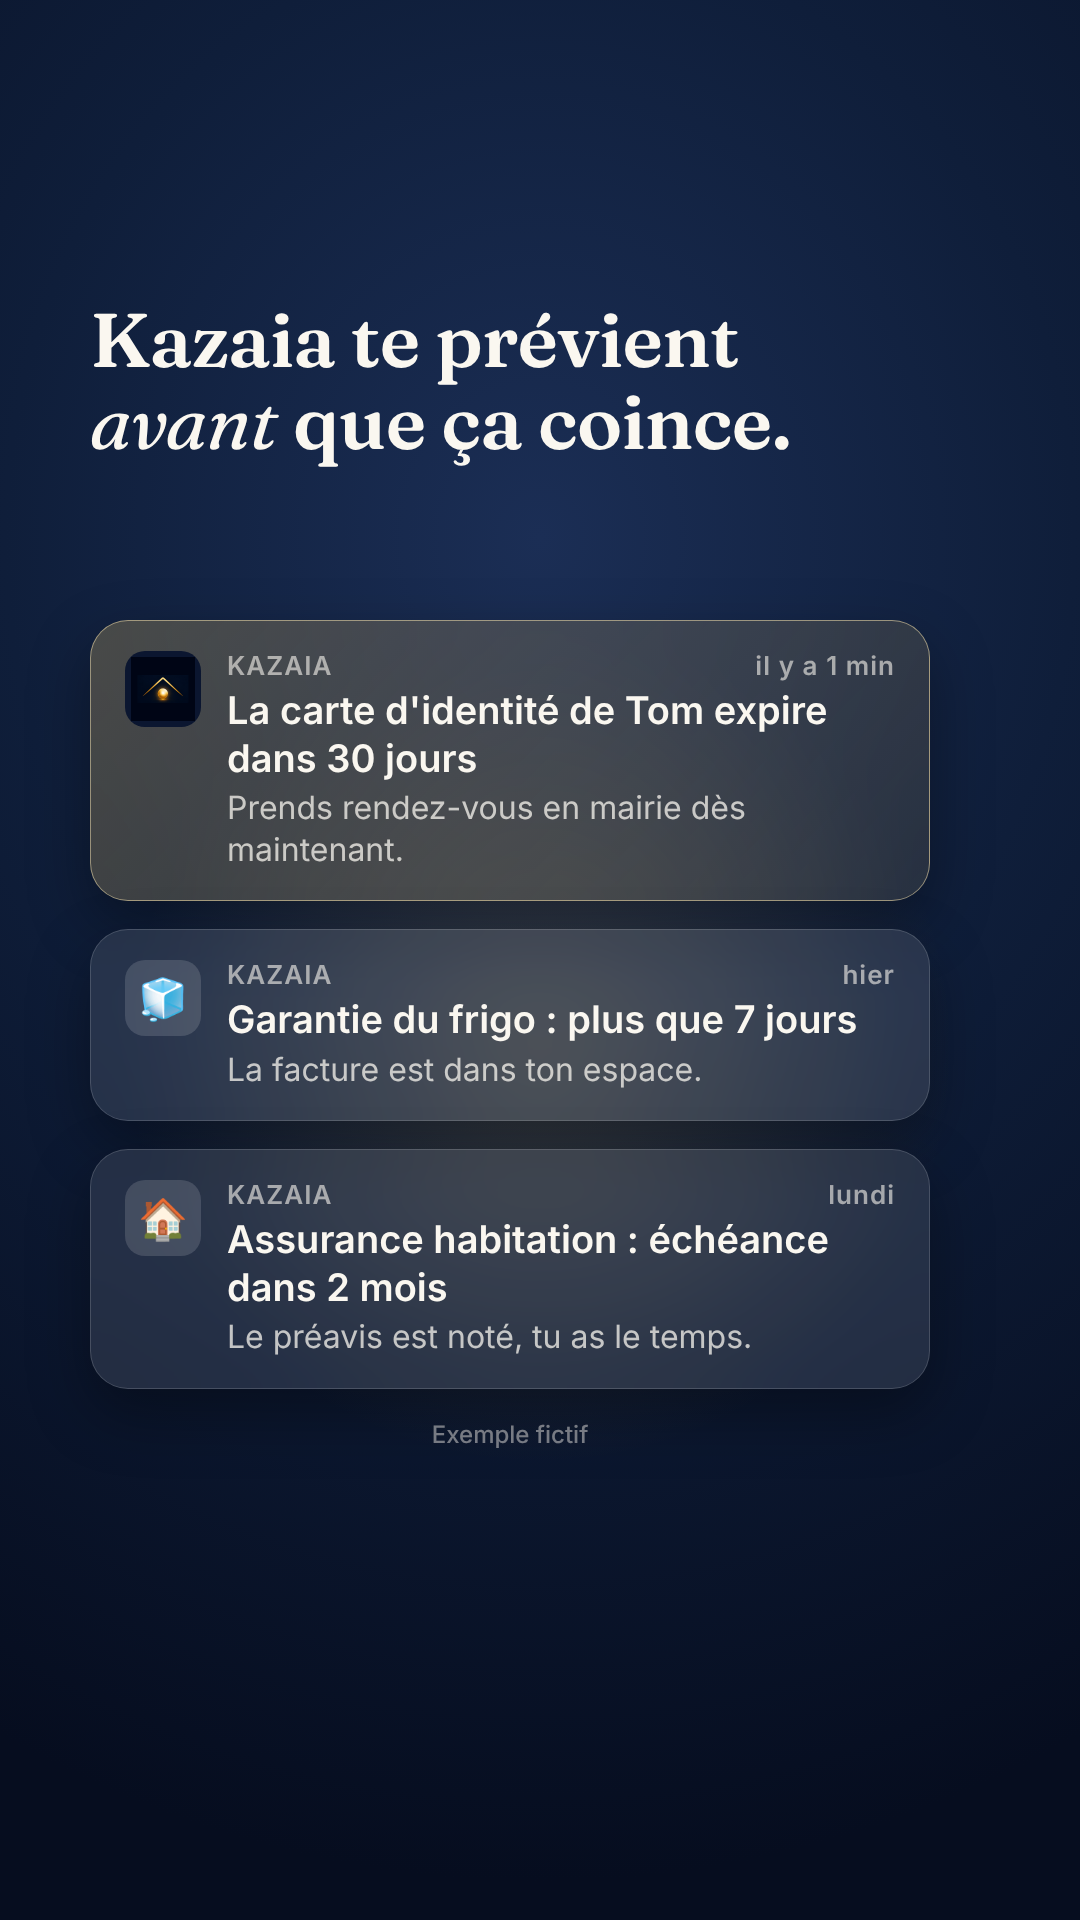 Kazaia te prévient
avant que ça coince.
KAZAIA
il y a 1 min
La carte d'identité de Tom expire
dans 30 jours
Prends rendez-vous en mairie dès
maintenant.
KAZAIA
hier
Garantie du frigo : plus que 7 jours
La facture est dans ton espace.
KAZAIA
lundi
Assurance habitation : échéance
dans 2 mois
Le préavis est noté, tu as le temps.
Exemple fictif